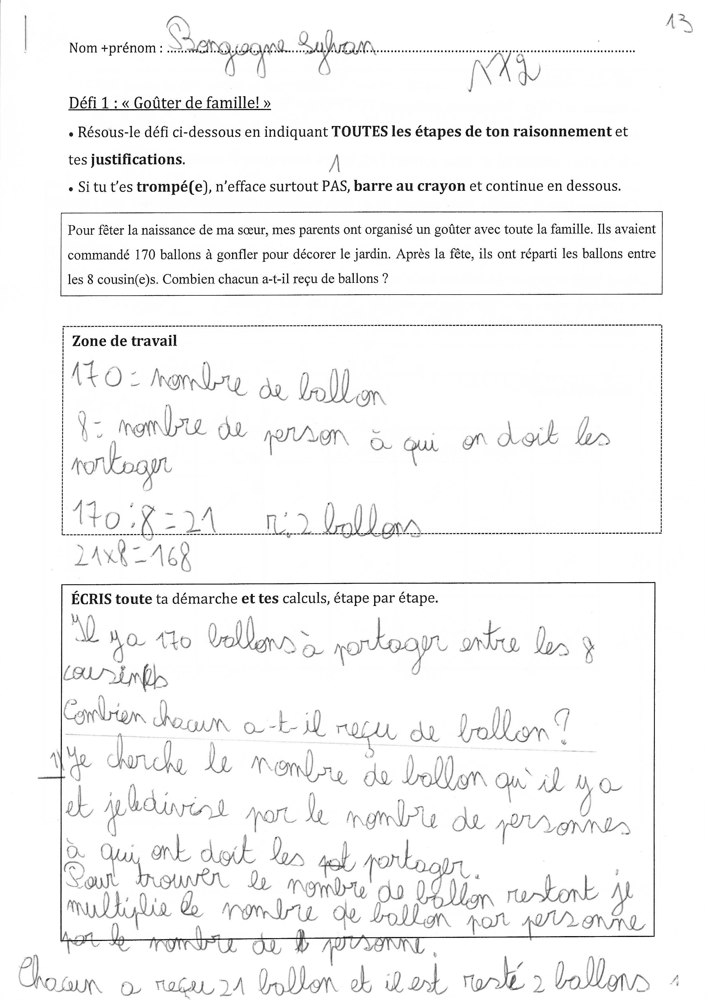 13
Nom +prénom : Bongiogne Sylvan
1X2
Défi 1 : « Goûter de famille! »
• Résous-le défi ci-dessous en indiquant TOUTES les étapes de ton raisonnement et
tes justifications.
1
• Si tu t'es trompé(e), n'efface surtout PAS, barre au crayon et continue en dessous.
Pour fêter la naissance de ma sœur, mes parents ont organisé un goûter avec toute la famille. Ils avaient
commandé 170 ballons à gonfler pour décorer le jardin. Après la fête, ils ont réparti les ballons entre
les 8 cousin(e)s. Combien chacun a-t-il reçu de ballons ?
Zone de travail
170 = nombre de ballon
8 = nombre de person à qui on doit les
partager
170 : 8 = 21 r : 2 ballons
21x8=168
ÉCRIS toute ta démarche et tes calculs, étape par étape.
Il y a 170 ballons à partager entre les 8
cousin(e)s
Combien chacun a-t-il reçu de ballon ?
1) Je cherche le nombre de ballon qu'il y a
et je le divise par le nombre de personnes
à qui ont doit les partager.
Pour trouver le nombre de ballon restant je
multiplie le nombre de ballon par personne
par le nombre de personne.
Chacun a reçu 21 ballon et il est resté 2 ballons 1